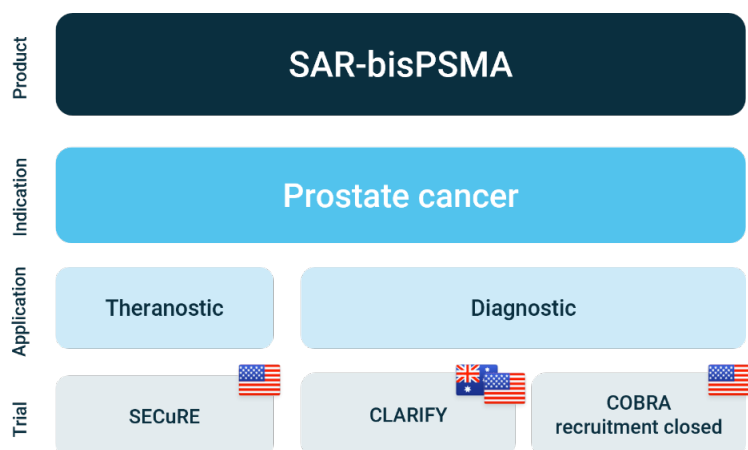 Product
SAR-bisPSMA
Indication
Prostate cancer
Application
Theranostic
Diagnostic
Trial
SECuRE
CLARIFY
COBRA
recruitment closed